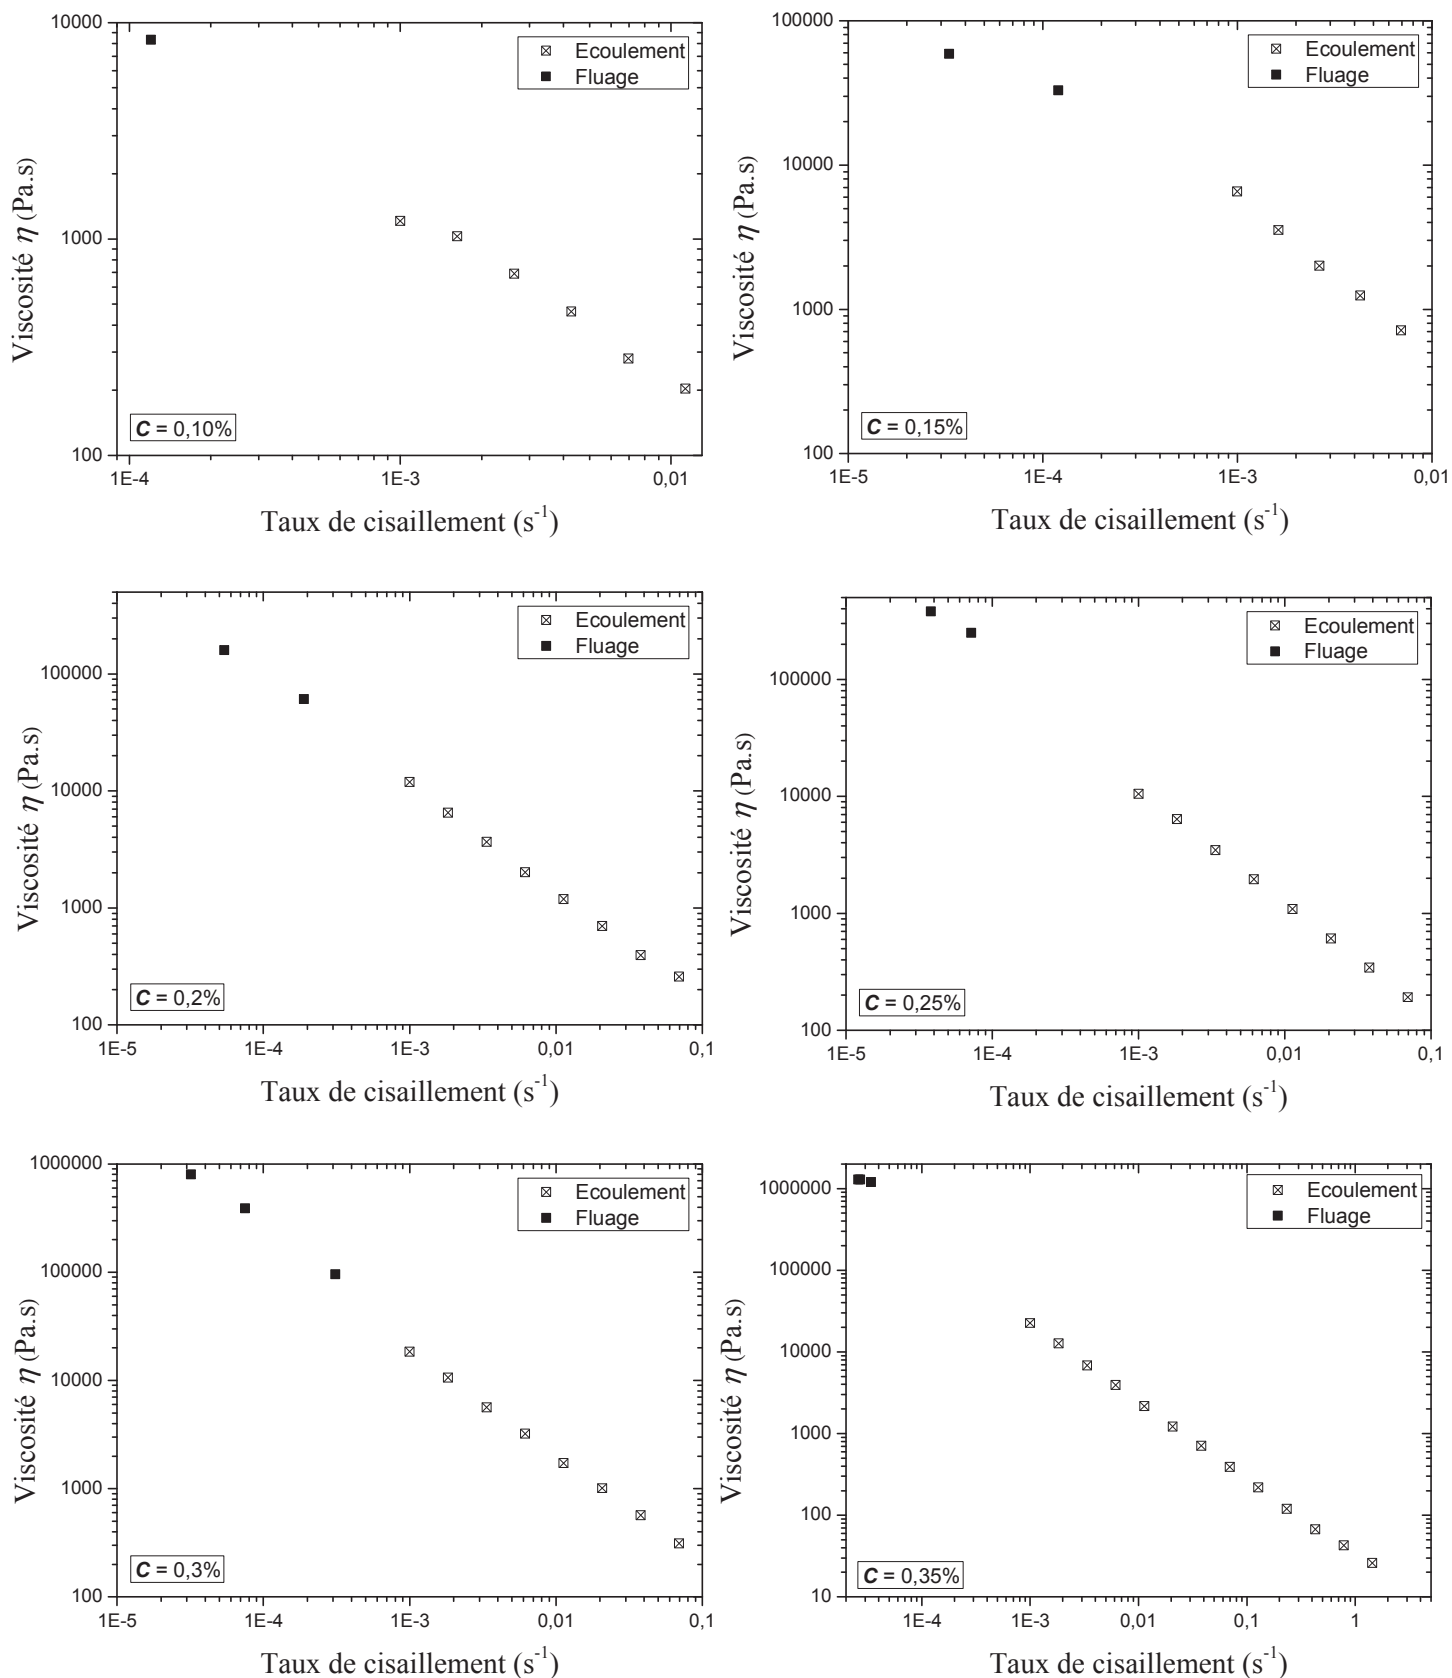 10000
1000
100
Viscosité η (Pa.s)
Ecoulement
Fluage
C = 0,10%
1E-4
1E-3
0,01
Taux de cisaillement (s⁻¹)
100000
10000
1000
100
Viscosité η (Pa.s)
Ecoulement
Fluage
C = 0,15%
1E-5
1E-4
1E-3
0,01
Taux de cisaillement (s⁻¹)
100000
10000
1000
100
Viscosité η (Pa.s)
Ecoulement
Fluage
C = 0,2%
1E-5
1E-4
1E-3
0,01
0,1
Taux de cisaillement (s⁻¹)
100000
10000
1000
100
Viscosité η (Pa.s)
Ecoulement
Fluage
C = 0,25%
1E-5
1E-4
1E-3
0,01
0,1
Taux de cisaillement (s⁻¹)
1000000
100000
10000
1000
100
Viscosité η (Pa.s)
Ecoulement
Fluage
C = 0,3%
1E-5
1E-4
1E-3
0,01
0,1
Taux de cisaillement (s⁻¹)
1000000
100000
10000
1000
100
10
Viscosité η (Pa.s)
Ecoulement
Fluage
C = 0,35%
1E-4
1E-3
0,01
0,1
1
Taux de cisaillement (s⁻¹)